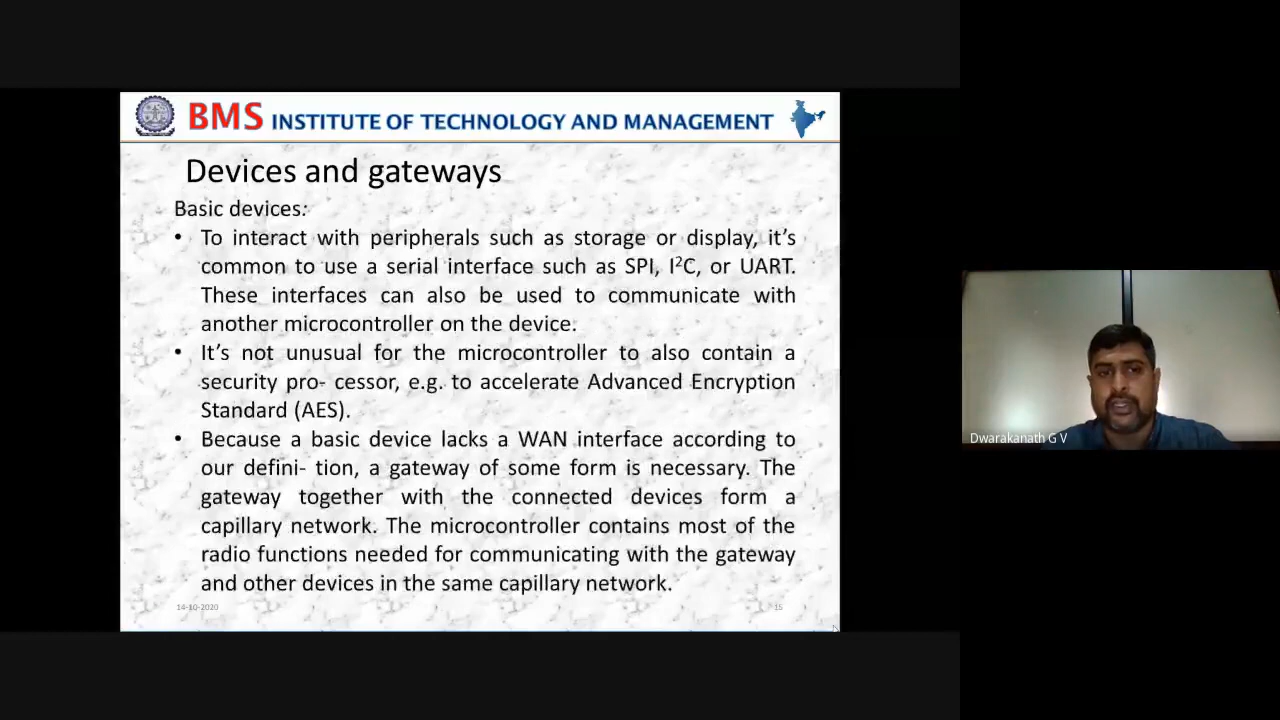 BMS INSTITUTE OF TECHNOLOGY AND MANAGEMENT
Devices and gateways
Basic devices:
• To interact with peripherals such as storage or display, it’s
common to use a serial interface such as SPI, I²C, or UART.
These interfaces can also be used to communicate with
another microcontroller on the device.
• It’s not unusual for the microcontroller to also contain a
security pro- cessor, e.g. to accelerate Advanced Encryption
Standard (AES).
• Because a basic device lacks a WAN interface according to
our defini- tion, a gateway of some form is necessary. The
gateway together with the connected devices form a
capillary network. The microcontroller contains most of the
radio functions needed for communicating with the gateway
and other devices in the same capillary network.
14-10-2020
15
Dwarakanath G V